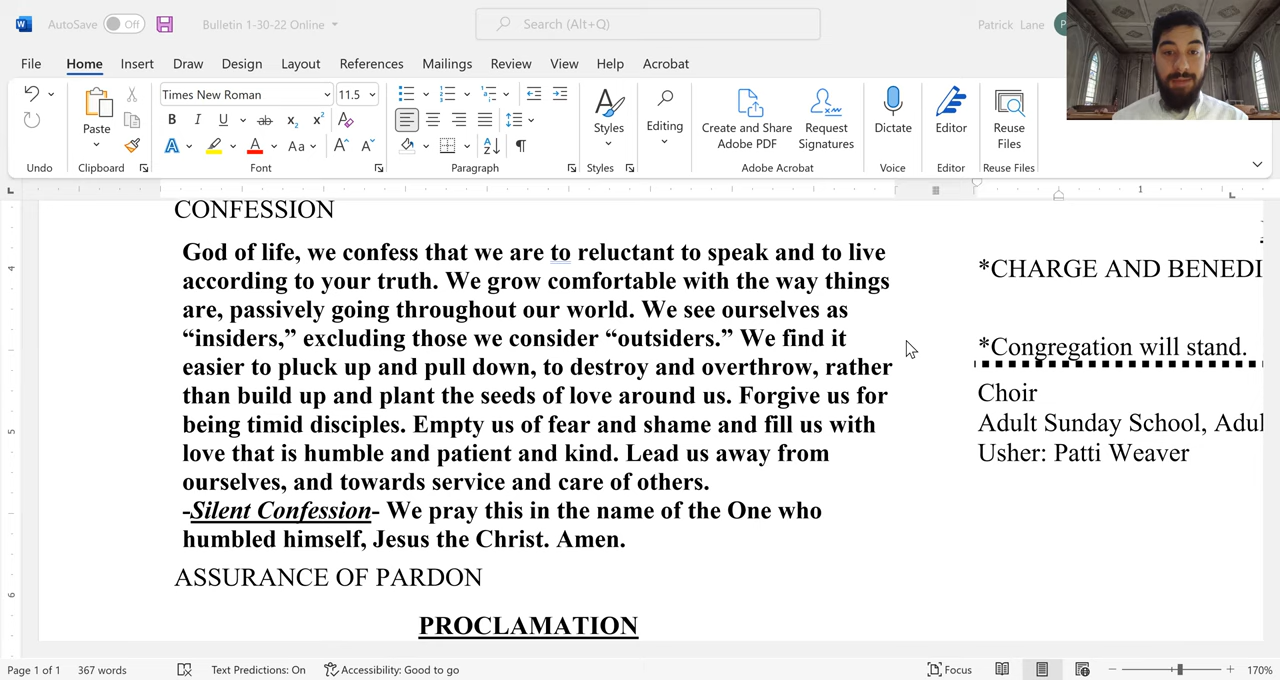 AutoSave Off Bulletin 1-30-22 Online Search (Alt+Q) Patrick Lane
File Home Insert Draw Design Layout References Mailings Review View Help Acrobat
Times New Roman 11.5
Paste Styles Editing Create and Share Adobe PDF Request Signatures Dictate Editor Reuse Files
Undo Clipboard Font Paragraph Styles Adobe Acrobat Voice Editor Reuse Files
CONFESSION
God of life, we confess that we are to reluctant to speak and to live
according to your truth. We grow comfortable with the way things
are, passively going throughout our world. We see ourselves as
“insiders,” excluding those we consider “outsiders.” We find it
easier to pluck up and pull down, to destroy and overthrow, rather
than build up and plant the seeds of love around us. Forgive us for
being timid disciples. Empty us of fear and shame and fill us with
love that is humble and patient and kind. Lead us away from
ourselves, and towards service and care of others.
-Silent Confession- We pray this in the name of the One who
humbled himself, Jesus the Christ. Amen.
ASSURANCE OF PARDON
PROCLAMATION
*CHARGE AND BENEDI
*Congregation will stand.
Choir
Adult Sunday School, Adul
Usher: Patti Weaver
Page 1 of 1 367 words Text Predictions: On Accessibility: Good to go Focus 170%